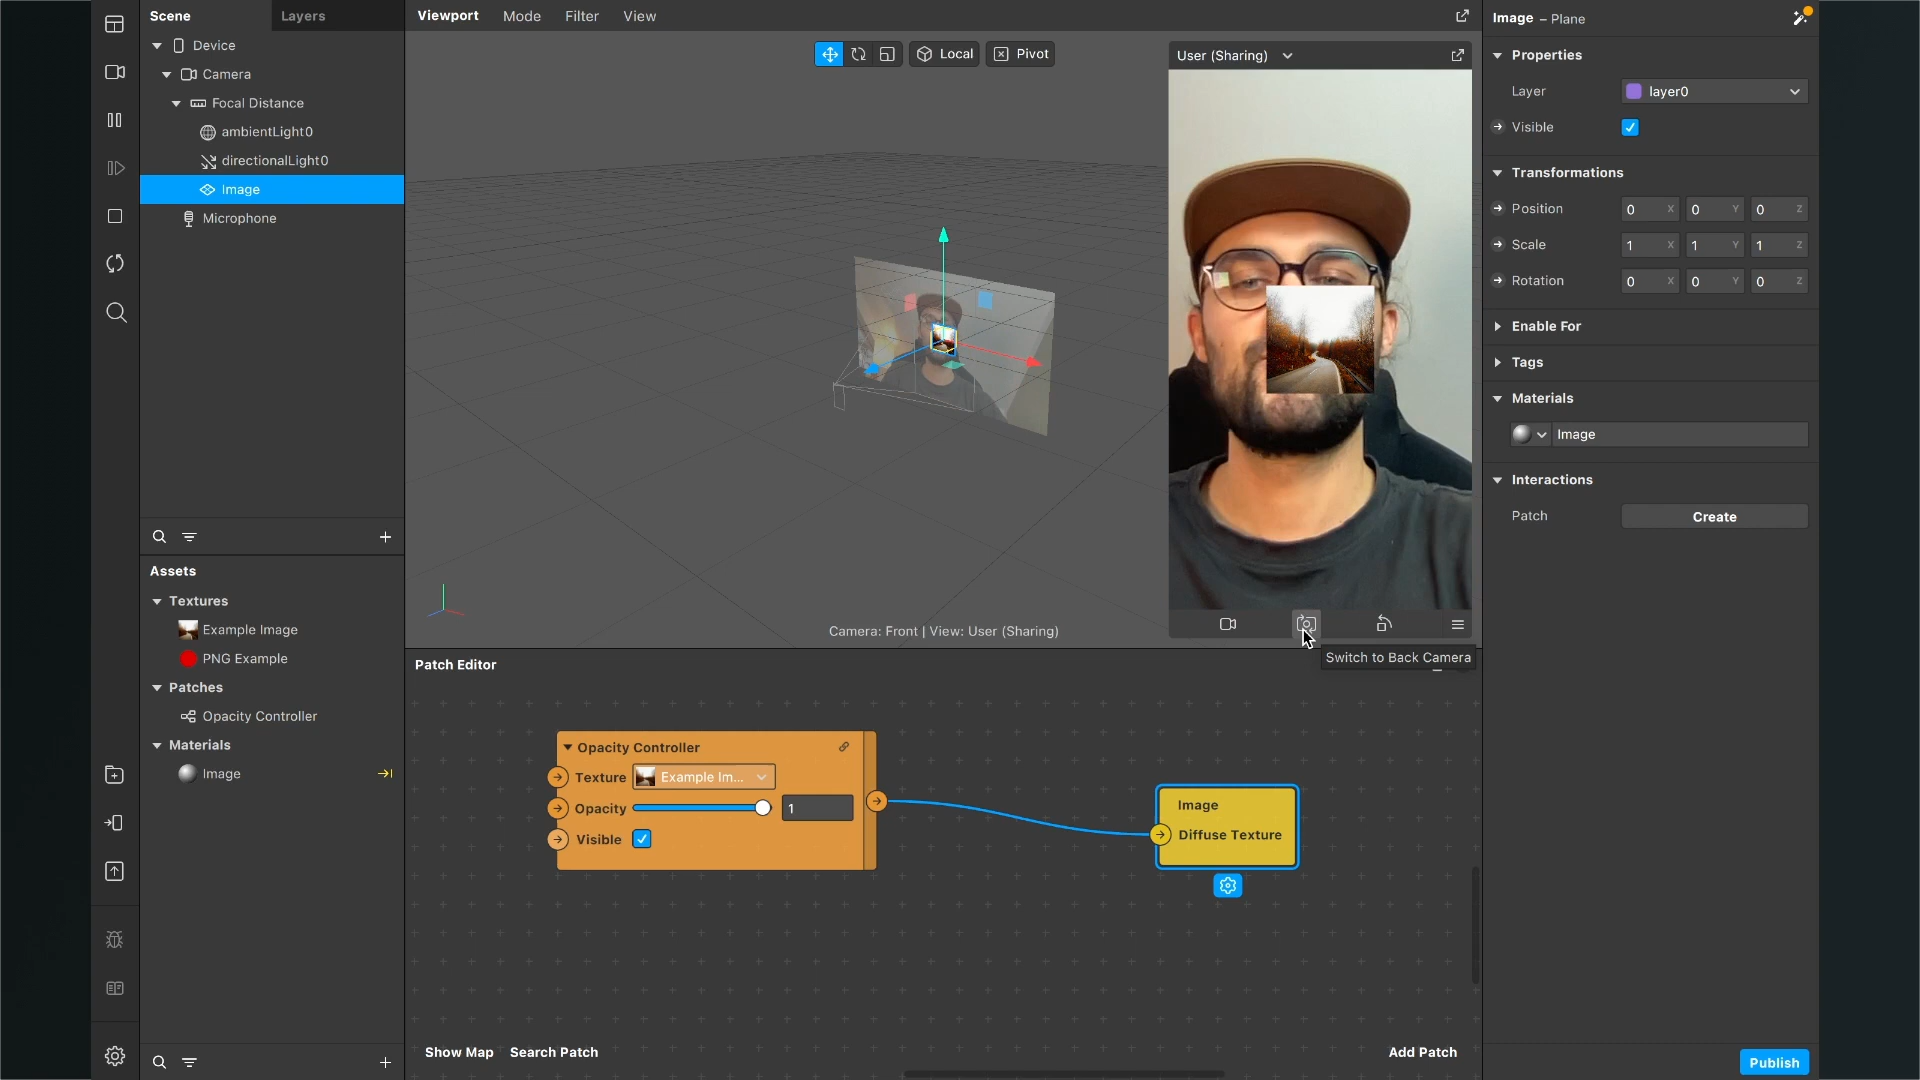 Scene
Layers
Device
Camera
Focal Distance
ambientLight0
directionalLight0
Image
Microphone
Assets
Textures
Example Image
PNG Example
Patches
Opacity Controller
Materials
Image
Viewport
Mode
Filter
View
Local
Pivot
User (Sharing)
Camera: Front | View: User (Sharing)
Switch to Back Camera
Patch Editor
Opacity Controller
Texture
Example Im...
Opacity
1
Visible
Image
Diffuse Texture
Show Map
Search Patch
Add Patch
Image – Plane
Properties
Layer
layer0
Visible
Transformations
Position
0 X 0 Y 0 Z
Scale
1 X 1 Y 1 Z
Rotation
0 X 0 Y 0 Z
Enable For
Tags
Materials
Image
Interactions
Patch
Create
Publish